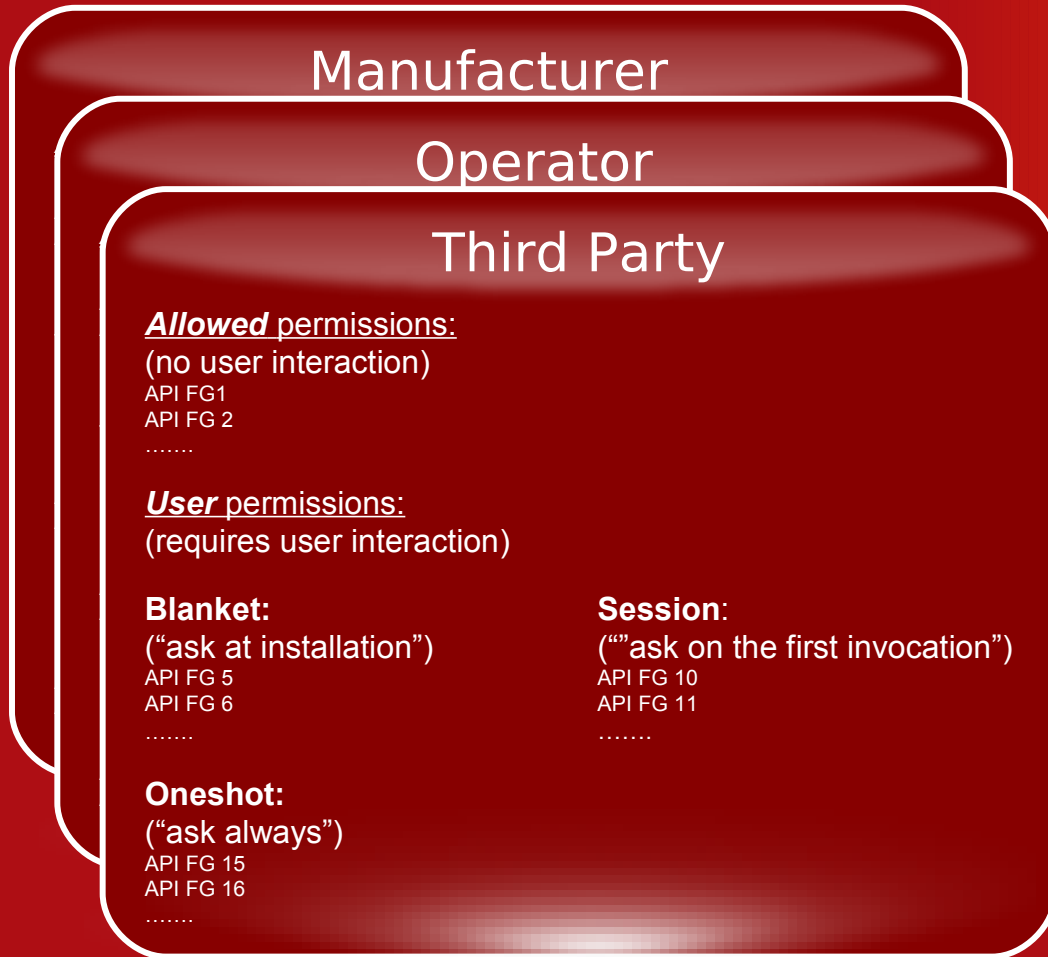 Manufacturer
Operator
Third Party
Allowed permissions:
(no user interaction)
API FG1
API FG 2
…….
User permissions:
(requires user interaction)
Blanket:
(“ask at installation”)
API FG 5
API FG 6
…….
Session:
(“”ask on the first invocation”)
API FG 10
API FG 11
…….
Oneshot:
(“ask always”)
API FG 15
API FG 16
…….